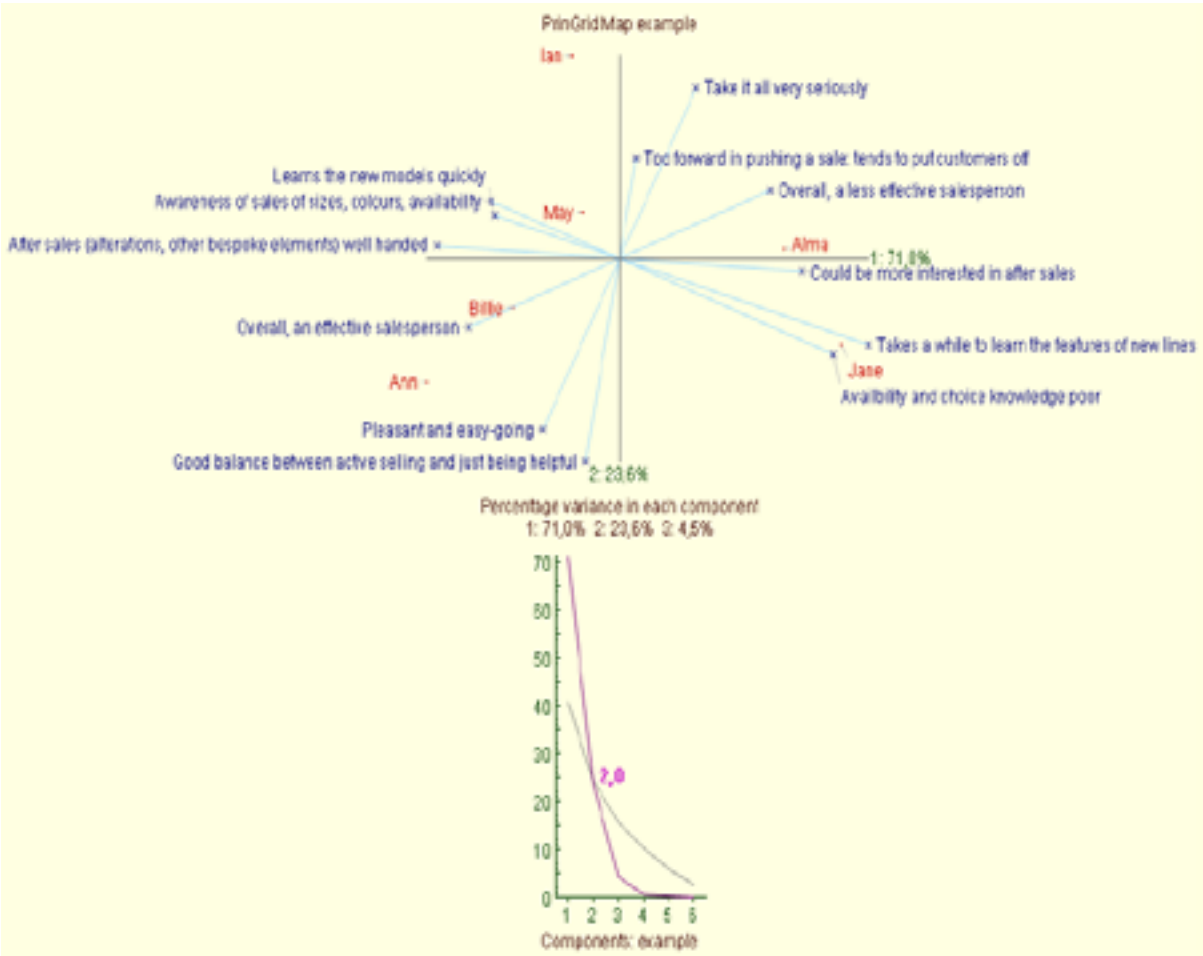 PrinGridMap example
Ian
Take it all very seriously
Too forward in pushing a sale: tends to put customers off
Learns the new models quickly
Overall, a less effective salesperson
Awareness of sales of sizes, colours, availability
May
After sales (alterations, other bespoke elements) well handed
Alma
1: 71,0%
Could be more interested in after sales
Billie
Overall, an effective salesperson
Takes a while to learn the features of new lines
Jane
Ann
Availbility and choice knowledge poor
Pleasant and easy-going
Good balance between active selling and just being helpful
2: 23,6%
Percentage variance in each component
1: 71,0% 2: 23,6% 3: 4,5%
70
60
50
40
30
2,0
20
10
0
1 2 3 4 5 6
Components: example